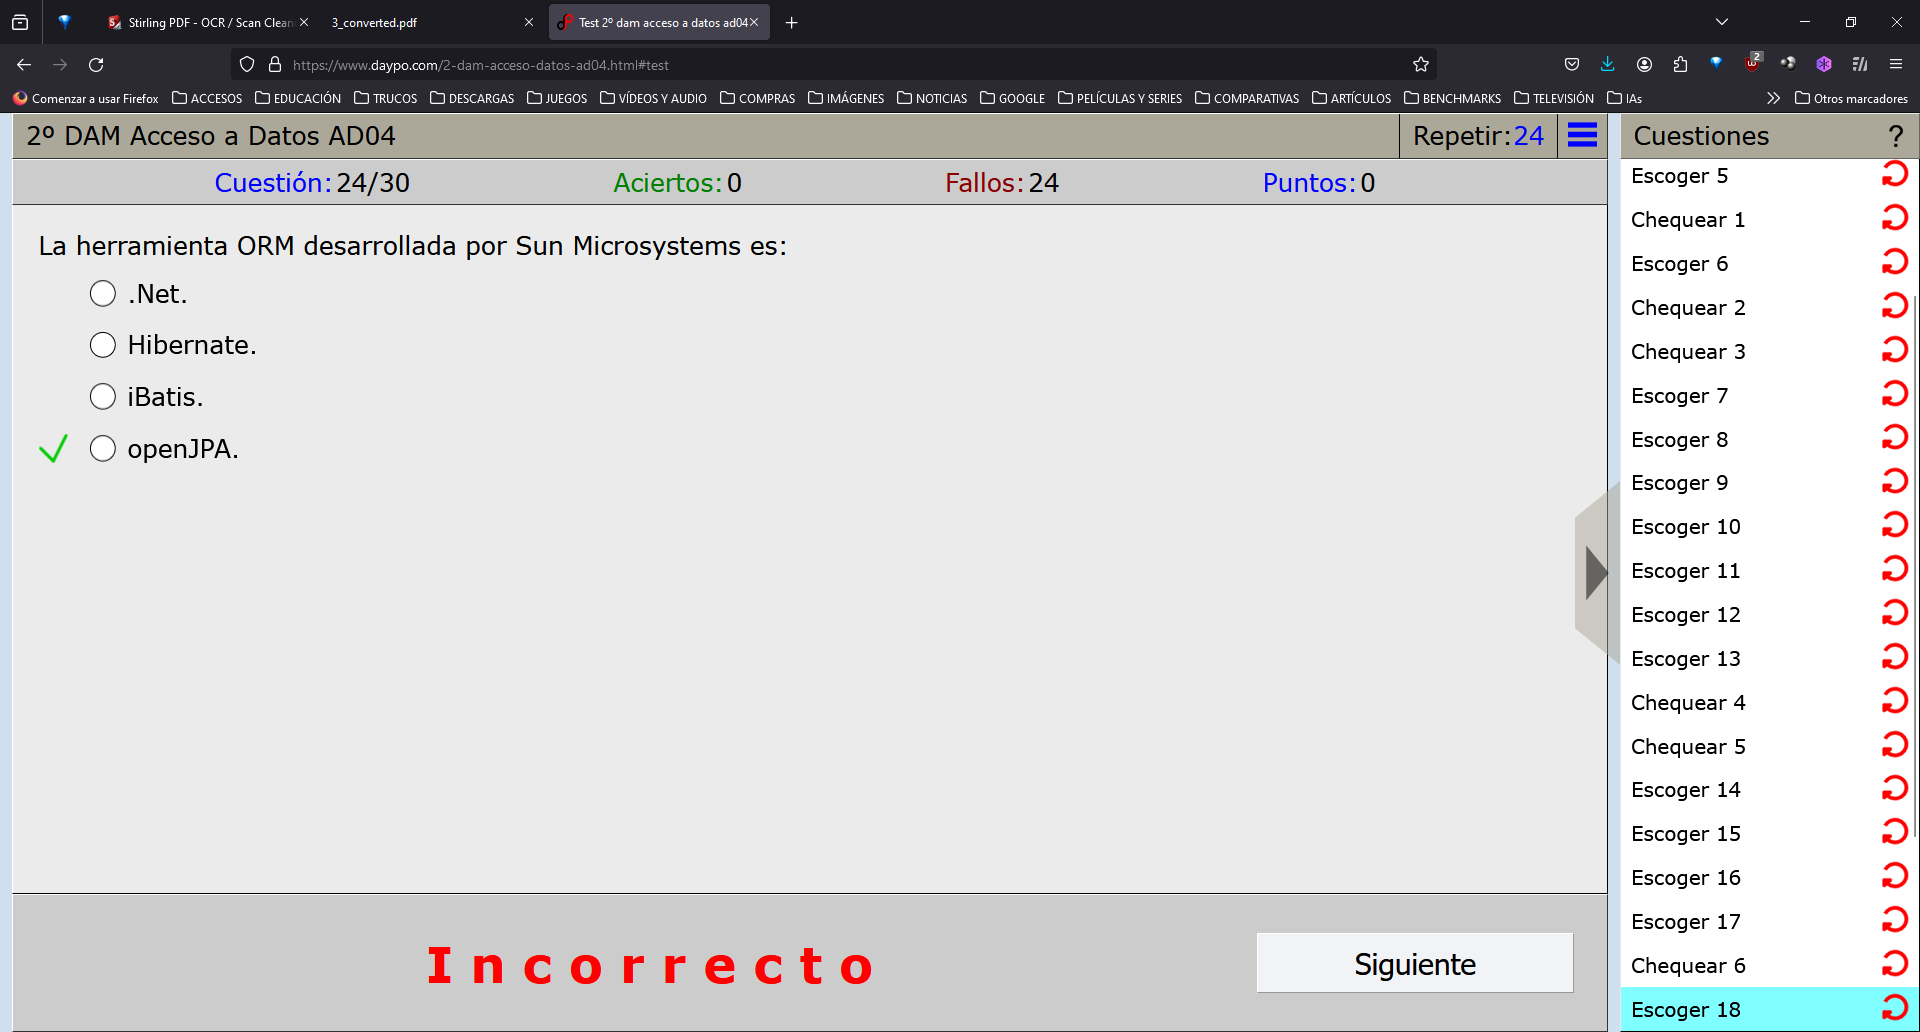 Stirling PDF - OCR / Scan Clean
3_converted.pdf
Test 2º dam acceso a datos ad04
https://www.daypo.com/2-dam-acceso-datos-ad04.html#test
2
Comenzar a usar Firefox
ACCESOS
EDUCACIÓN
TRUCOS
DESCARGAS
JUEGOS
VÍDEOS Y AUDIO
COMPRAS
IMÁGENES
NOTICIAS
GOOGLE
PELÍCULAS Y SERIES
COMPARATIVAS
ARTÍCULOS
BENCHMARKS
TELEVISIÓN
IAs
Otros marcadores
2º DAM Acceso a Datos AD04
Repetir:24
Cuestión:24/30
Aciertos:0
Fallos:24
Puntos:0
La herramienta ORM desarrollada por Sun Microsystems es:
.Net.
Hibernate.
iBatis.
openJPA.
Incorrecto
Siguiente
Cuestiones
?
Escoger 5
Chequear 1
Escoger 6
Chequear 2
Chequear 3
Escoger 7
Escoger 8
Escoger 9
Escoger 10
Escoger 11
Escoger 12
Escoger 13
Chequear 4
Chequear 5
Escoger 14
Escoger 15
Escoger 16
Escoger 17
Chequear 6
Escoger 18